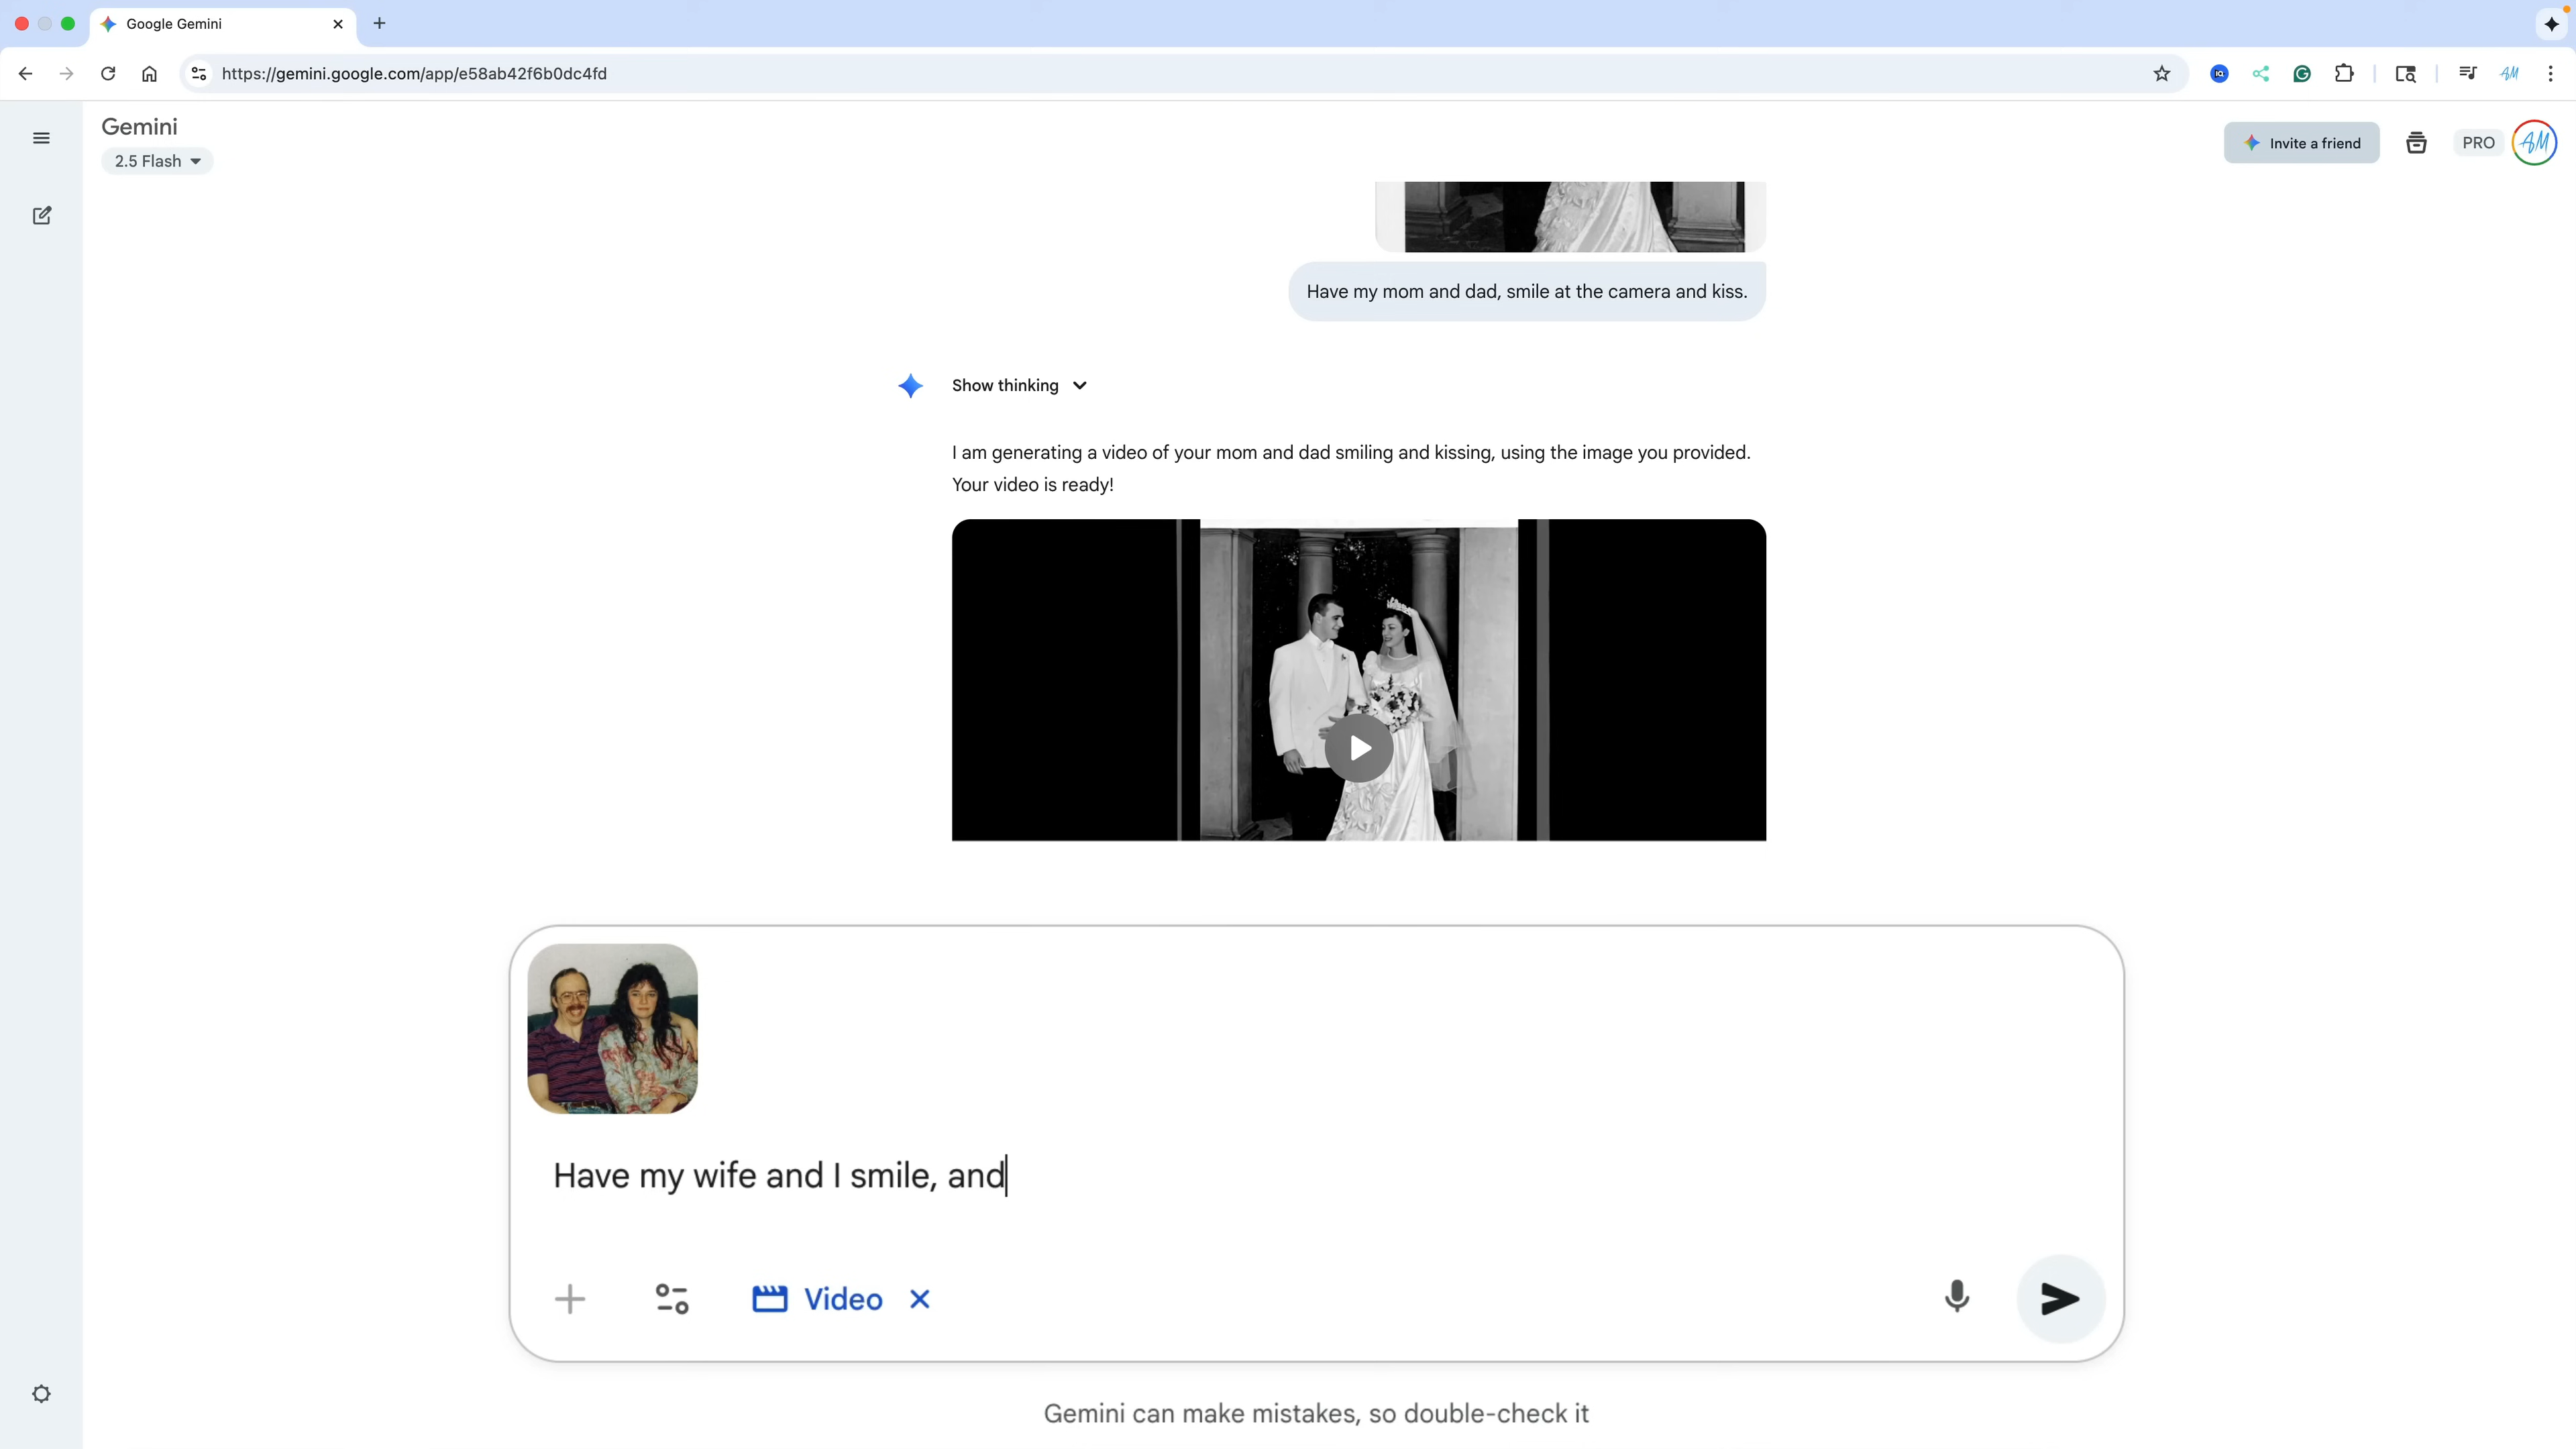 Google Gemini
https://gemini.google.com/app/e58ab42f6b0dc4fd
Gemini
2.5 Flash
Invite a friend
PRO
AM
Have my mom and dad, smile at the camera and kiss.
Show thinking
I am generating a video of your mom and dad smiling and kissing, using the image you provided.
Your video is ready!
Have my wife and I smile, and
Video
Gemini can make mistakes, so double-check it